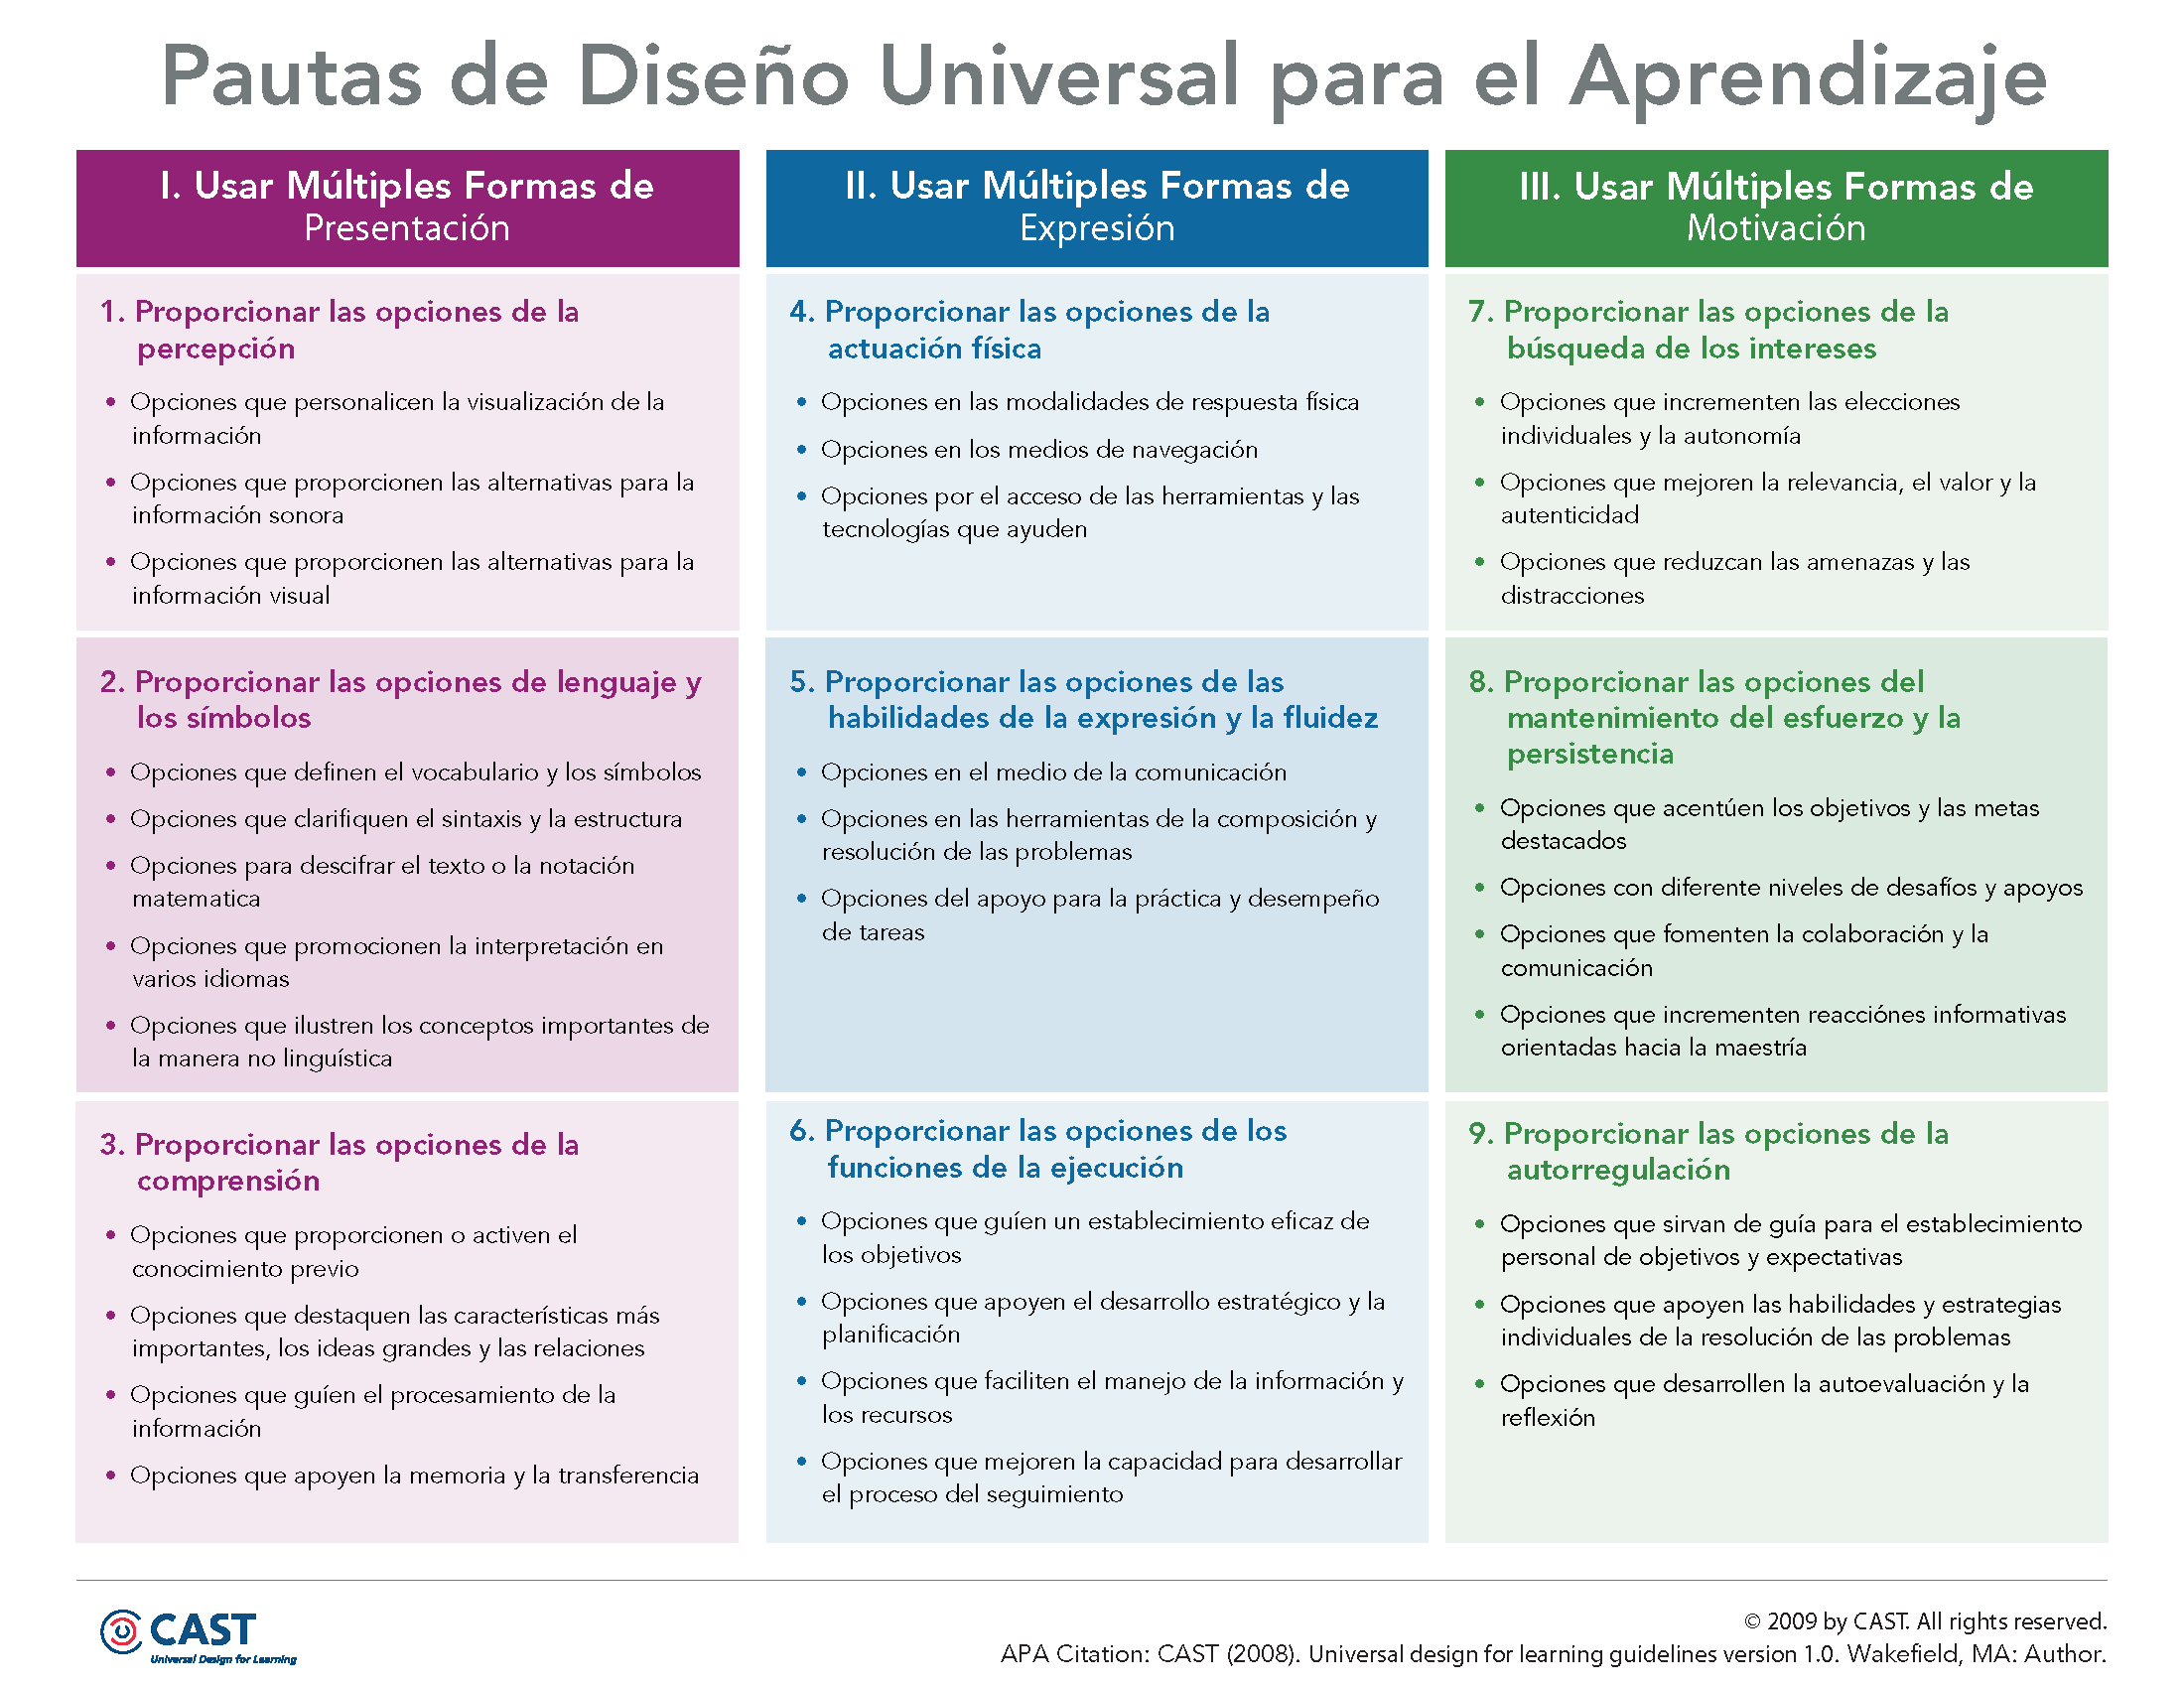 Pautas de Diseño Universal para el Aprendizaje
I. Usar Múltiples Formas de
Presentación
1. Proporcionar las opciones de la
percepción
• Opciones que personalicen la visualización de la
información
• Opciones que proporcionen las alternativas para la
información sonora
• Opciones que proporcionen las alternativas para la
información visual
2. Proporcionar las opciones de lenguaje y
los símbolos
• Opciones que definen el vocabulario y los símbolos
• Opciones que clarifiquen el sintaxis y la estructura
• Opciones para descifrar el texto o la notación
matematica
• Opciones que promocionen la interpretación en
varios idiomas
• Opciones que ilustren los conceptos importantes de
la manera no linguística
3. Proporcionar las opciones de la
comprensión
• Opciones que proporcionen o activen el
conocimiento previo
• Opciones que destaquen las características más
importantes, los ideas grandes y las relaciones
• Opciones que guíen el procesamiento de la
información
• Opciones que apoyen la memoria y la transferencia
II. Usar Múltiples Formas de
Expresión
4. Proporcionar las opciones de la
actuación física
• Opciones en las modalidades de respuesta física
• Opciones en los medios de navegación
• Opciones por el acceso de las herramientas y las
tecnologías que ayuden
5. Proporcionar las opciones de las
habilidades de la expresión y la fluidez
• Opciones en el medio de la comunicación
• Opciones en las herramientas de la composición y
resolución de las problemas
• Opciones del apoyo para la práctica y desempeño
de tareas
6. Proporcionar las opciones de los
funciones de la ejecución
• Opciones que guíen un establecimiento eficaz de
los objetivos
• Opciones que apoyen el desarrollo estratégico y la
planificación
• Opciones que faciliten el manejo de la información y
los recursos
• Opciones que mejoren la capacidad para desarrollar
el proceso del seguimiento
III. Usar Múltiples Formas de
Motivación
7. Proporcionar las opciones de la
búsqueda de los intereses
• Opciones que incrementen las elecciones
individuales y la autonomía
• Opciones que mejoren la relevancia, el valor y la
autenticidad
• Opciones que reduzcan las amenazas y las
distracciones
8. Proporcionar las opciones del
mantenimiento del esfuerzo y la
persistencia
• Opciones que acentúen los objetivos y las metas
destacados
• Opciones con diferente niveles de desafíos y apoyos
• Opciones que fomenten la colaboración y la
comunicación
• Opciones que incrementen reacciónes informativas
orientadas hacia la maestría
9. Proporcionar las opciones de la
autorregulación
• Opciones que sirvan de guía para el establecimiento
personal de objetivos y expectativas
• Opciones que apoyen las habilidades y estrategias
individuales de la resolución de las problemas
• Opciones que desarrollen la autoevaluación y la
reflexión
CAST
Universal Design for Learning
© 2009 by CAST. All rights reserved.
APA Citation: CAST (2008). Universal design for learning guidelines version 1.0. Wakefield, MA: Author.